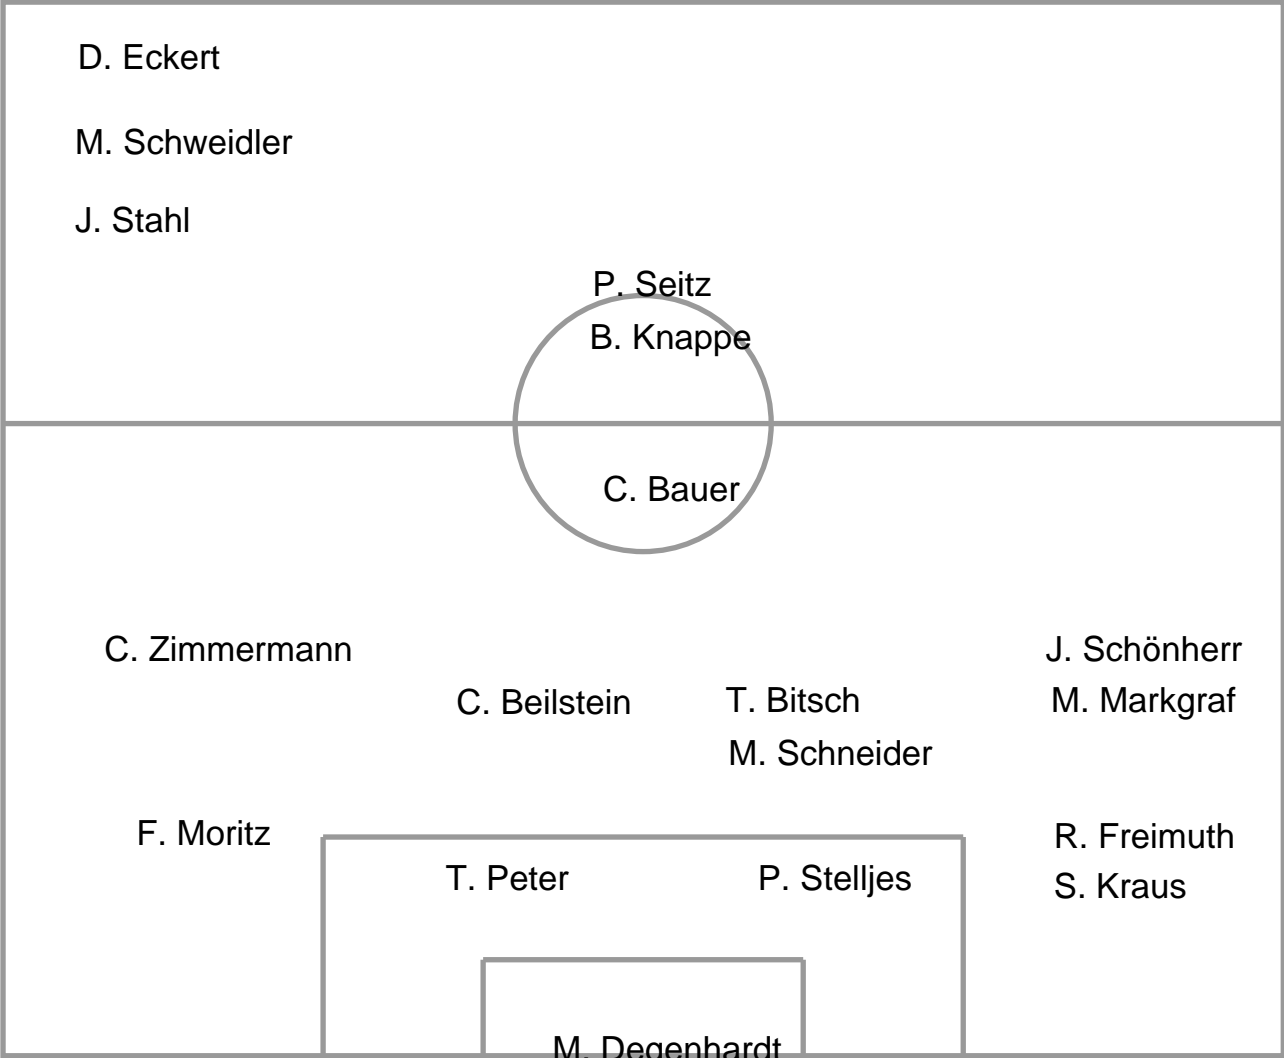 D. Eckert
M. Schweidler
J. Stahl
P. Seitz
B. Knappe
C. Bauer
C. Zimmermann
J. Schönherr
C. Beilstein
T. Bitsch
M. Markgraf
M. Schneider
F. Moritz
R. Freimuth
T. Peter
P. Stelljes
S. Kraus
M. Degenhardt